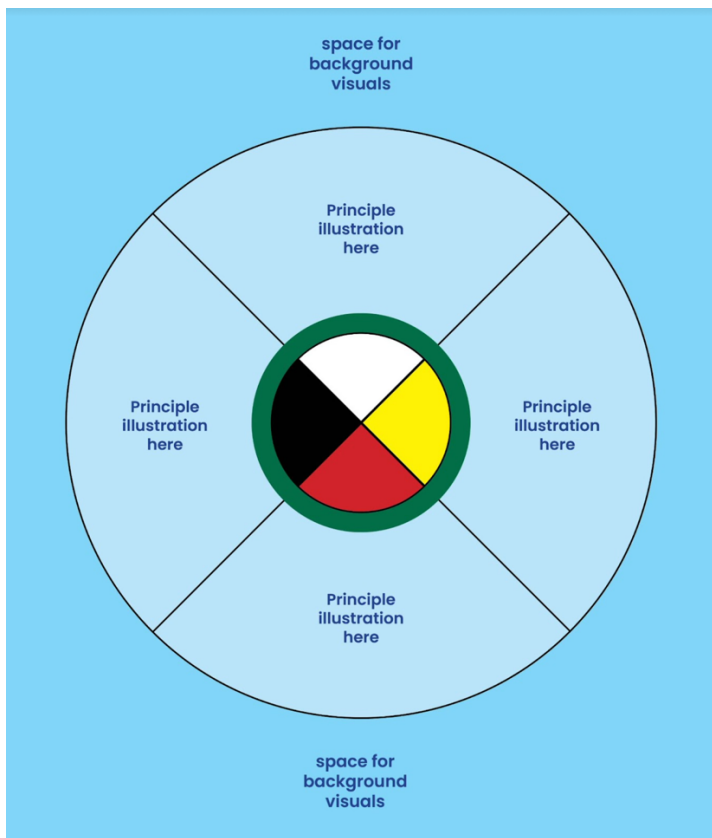 space for
background
visuals
Principle
illustration
here
Principle
illustration
here
Principle
illustration
here
Principle
illustration
here
space for
background
visuals